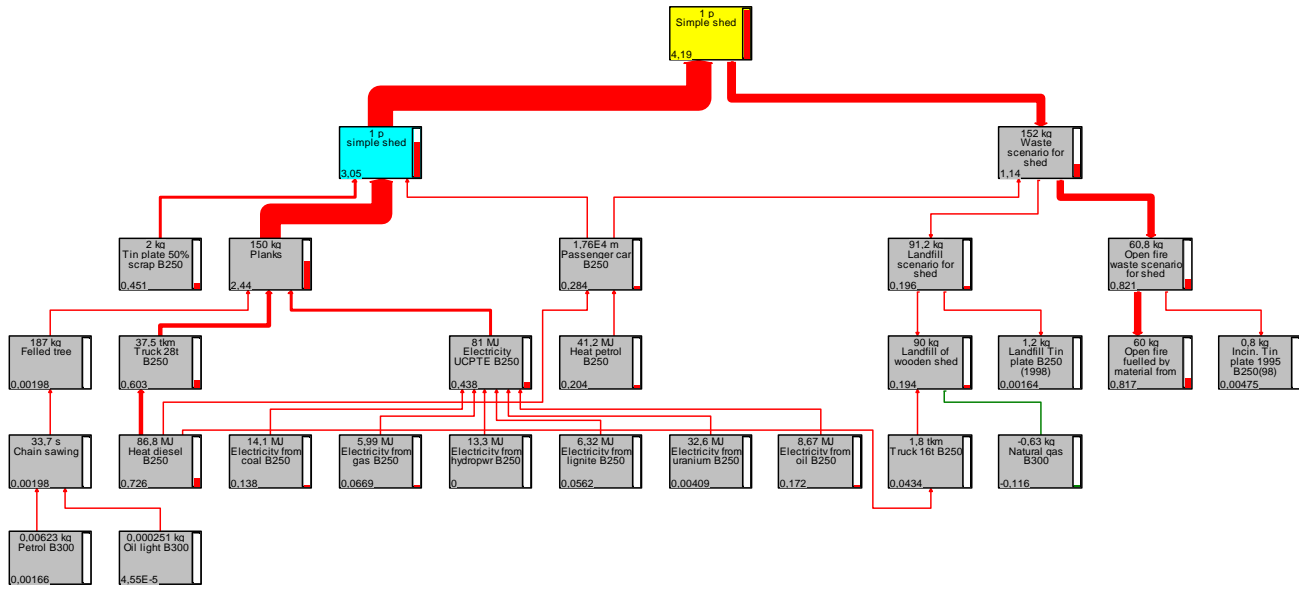 1 p
Simple shed
4,19
1 p
simple shed
3,05
152 kg
Waste
scenario for
shed
1,14
2 kg
Tin plate 50%
scrap B250
0,451
150 kg
Planks
2,44
1,76E4 m
Passenger car
B250
0,284
91,2 kg
Landfill
scenario for
shed
0,196
60,8 kg
Open fire
waste scenario
for shed
0,821
187 kg
Felled tree
0,00198
37,5 tkm
Truck 28t
B250
0,603
81 MJ
Electricity
UCPTE B250
0,438
41,2 MJ
Heat petrol
B250
0,204
90 kg
Landfill of
wooden shed
0,194
1,2 kg
Landfill Tin
plate B250
(1998)
0,00164
60 kg
Open fire
fuelled by
material from
0,817
0,8 kg
Incin. Tin
plate 1995
B250(98)
0,00475
33,7 s
Chain sawing
0,00198
86,8 MJ
Heat diesel
B250
0,726
14,1 MJ
Electricity from
coal B250
0,138
5,99 MJ
Electricity from
gas B250
0,0669
13,3 MJ
Electricity from
hydropwr B250
0
6,32 MJ
Electricity from
lignite B250
0,0562
32,6 MJ
Electricity from
uranium B250
0,00409
8,67 MJ
Electricity from
oil B250
0,172
1,8 tkm
Truck 16t B250
0,0434
-0,63 kg
Natural gas
B300
-0,116
0,00623 kg
Petrol B300
0,00166
0,000251 kg
Oil light B300
4,55E-5